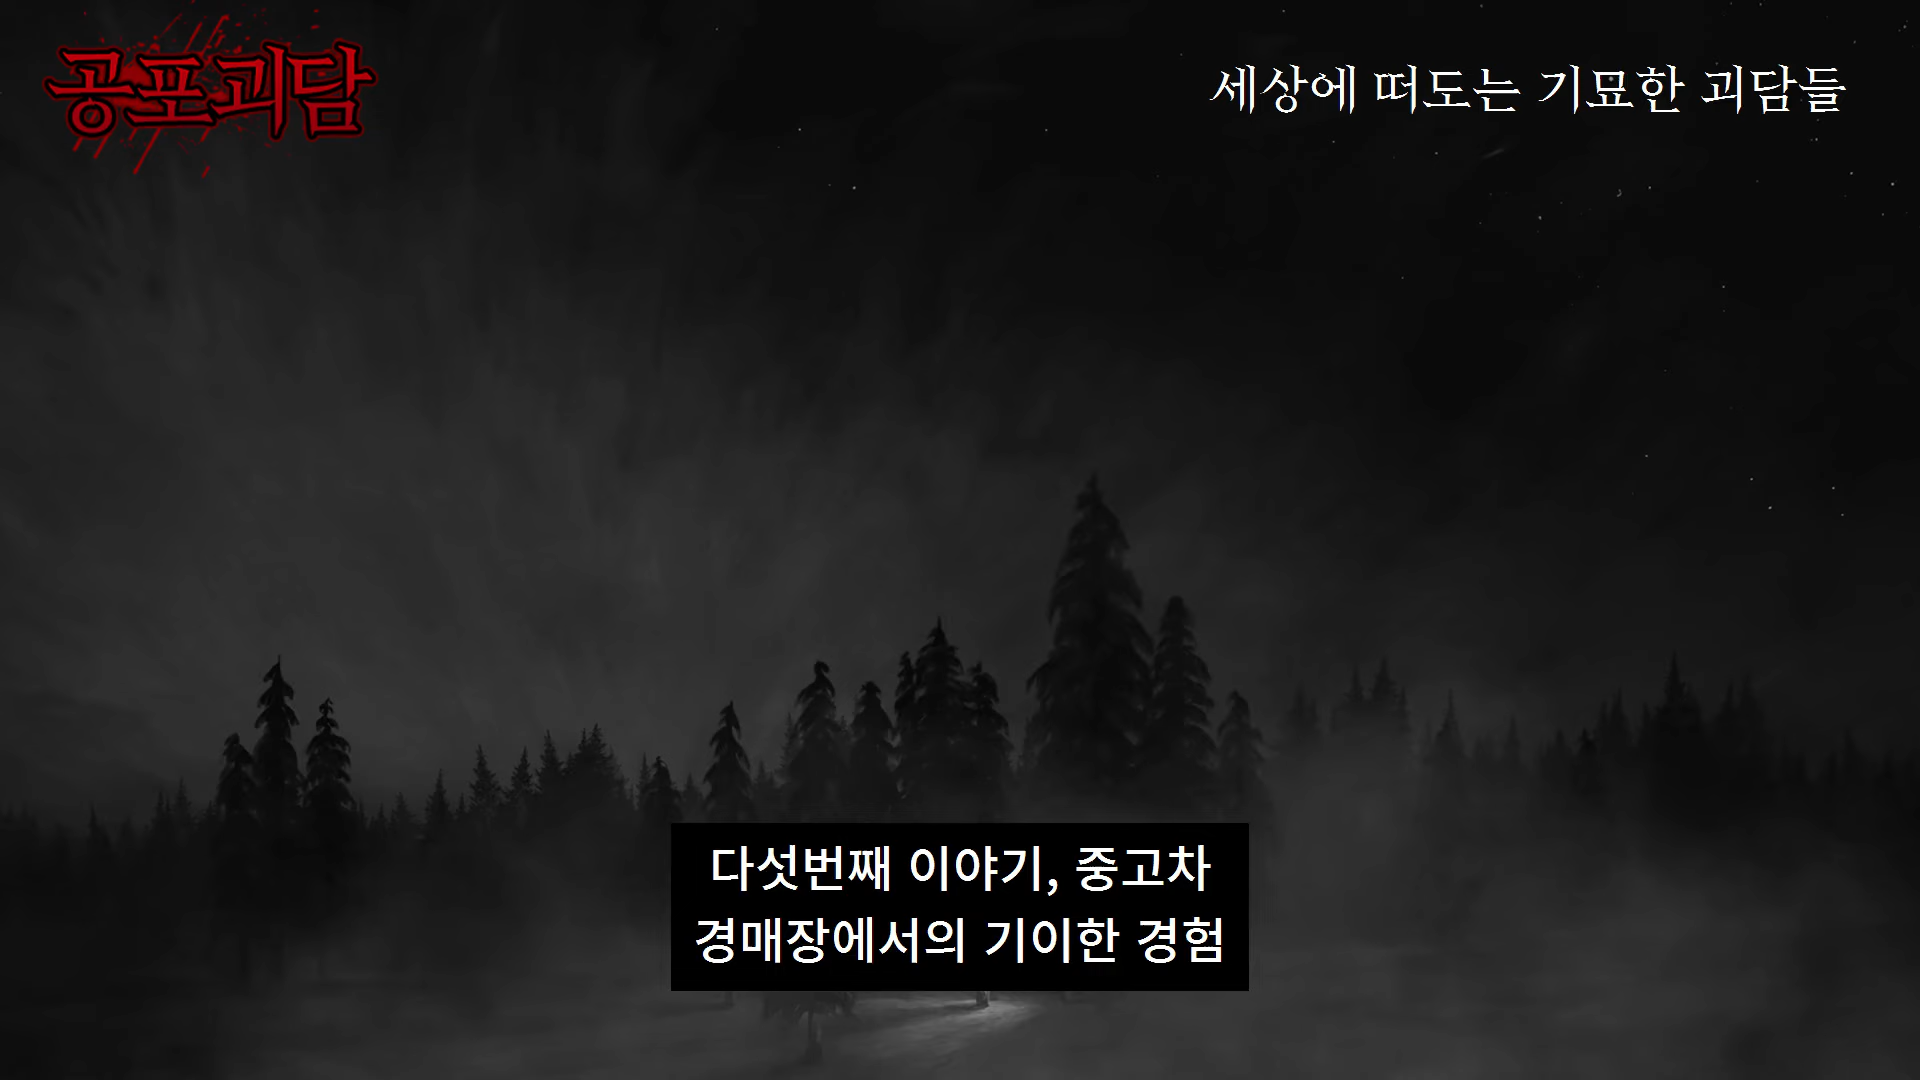 공포괴담
세상에 떠도는 기묘한 괴담들
다섯번째 이야기, 중고차
경매장에서의 기이한 경험